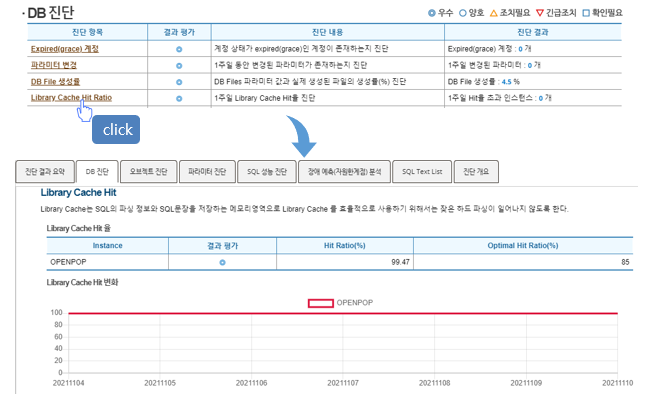 · DB 진단
우수 양호 조치필요 긴급조치 확인필요
진단 항목 결과 평가 진단 내용 진단 결과
Expired(grace) 계정 계정 상태가 expired(grace)인 계정이 존재하는지 진단 Expired(grace) 계정 : 0 개
파라미터 변경 1주일 동안 변경된 파라미터가 존재하는지 진단 1주일 변경된 파라미터 : 0 개
DB File 생성률 DB Files 파라미터 값과 실제 생성된 파일의 생성률(%) 진단 DB File 생성률 : 4.5 %
Library Cache Hit Ratio 1주일 Library Cache Hit율 진단 1주일 Hit율 초과 인스턴스 : 0 개
click
진단 결과 요약 DB 진단 오브젝트 진단 파라미터 진단 SQL 성능 진단 장애 예측(자원한계점) 분석 SQL Text List 진단 개요
Library Cache Hit
Library Cache는 SQL의 파싱 정보와 SQL문장을 저장하는 메모리영역으로 Library Cache 를 효율적으로 사용하기 위해서는 잦은 하드 파싱이 일어나지 않도록 한다.
Library Cache Hit 율
Instance 결과 평가 Hit Ratio(%) Optimal Hit Ratio(%)
OPENPOP 99.47 85
Library Cache Hit 변화
OPENPOP
100
80
60
40
20
0
20211104 20211105 20211106 20211107 20211108 20211109 20211110